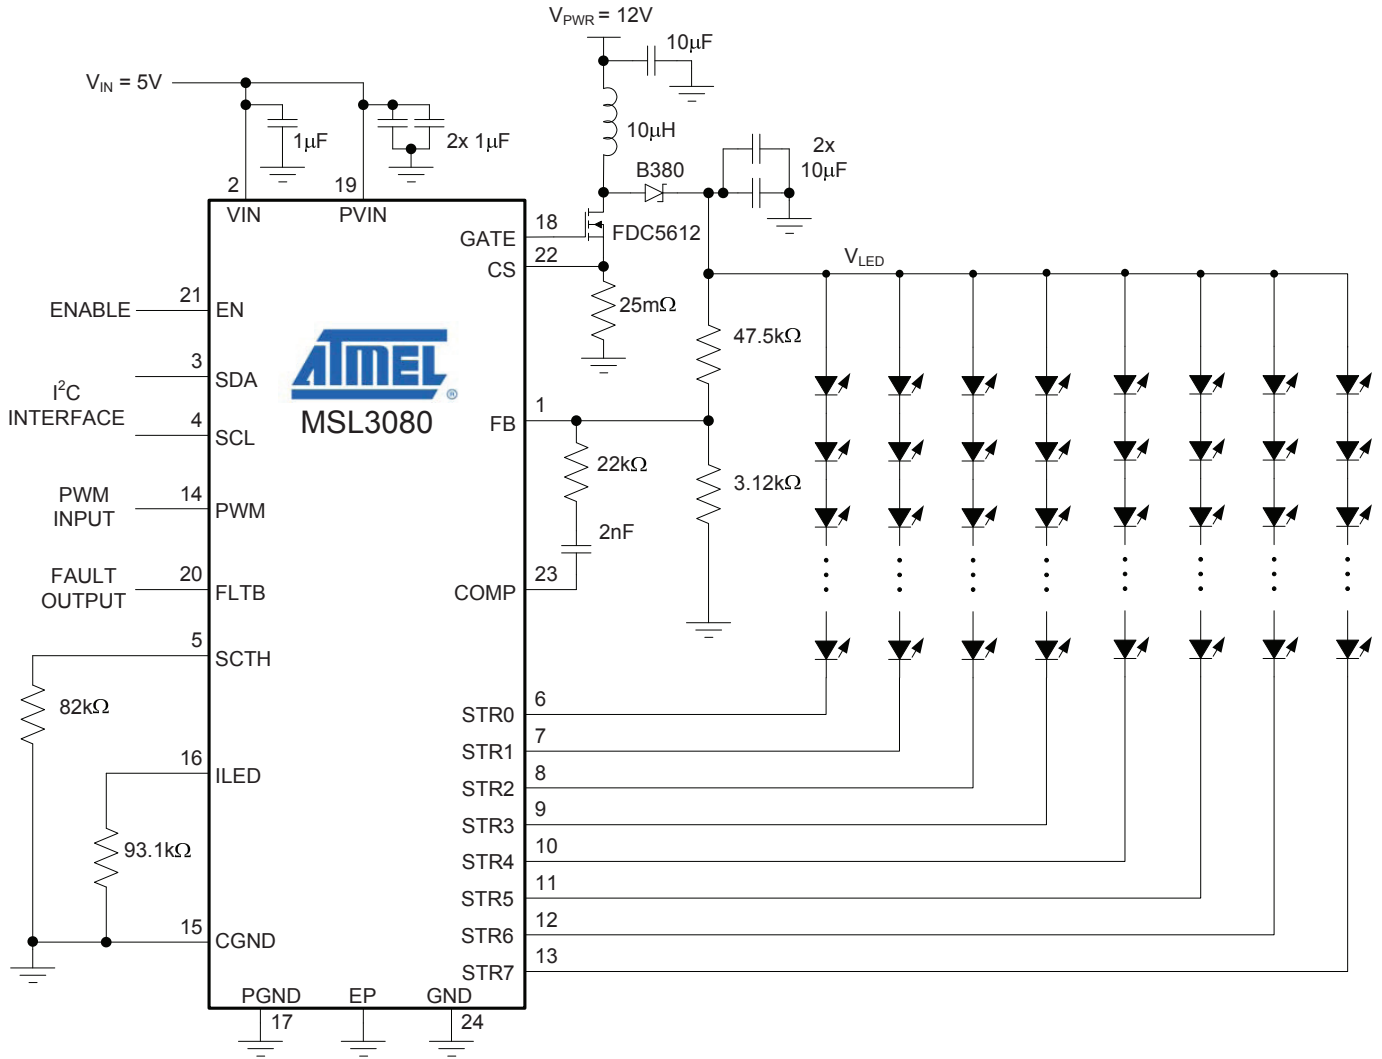 V_PWR = 12V
10μF
V_IN = 5V
1μF
2x 1μF
10μH
2x
10μF
B380
2
19
VIN
PVIN
18
GATE
FDC5612
22
CS
V_LED
21
ENABLE
EN
25mΩ
47.5kΩ
ATMEL®
MSL3080
3
SDA
I²C
INTERFACE
4
SCL
1
FB
22kΩ
3.12kΩ
PWM
INPUT
14
PWM
2nF
FAULT
OUTPUT
20
FLTB
23
COMP
5
SCTH
82kΩ
6
STR0
7
STR1
16
ILED
8
STR2
9
STR3
93.1kΩ
10
STR4
11
STR5
15
CGND
12
STR6
13
STR7
PGND
EP
GND
17
24